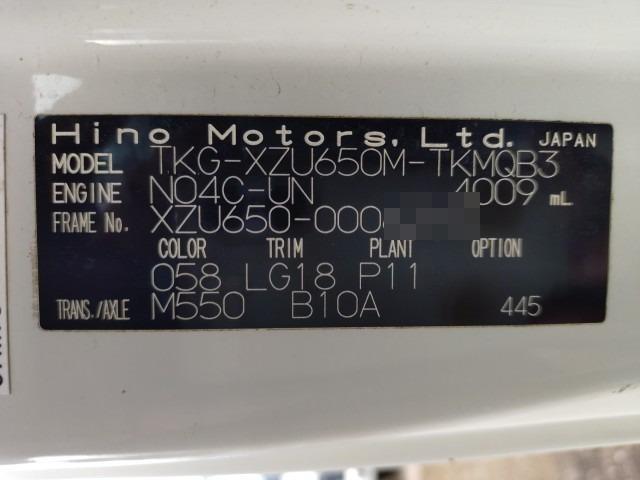 Hino Motors, Ltd. JAPAN
MODEL TKG-XZU650M-TKMQB3
ENGINE N04C-UN 4009 mL
FRAME No. XZU650-000
COLOR TRIM PLANT OPTION
058 LG18 P11
TRANS./AXLE M550 B10A 445